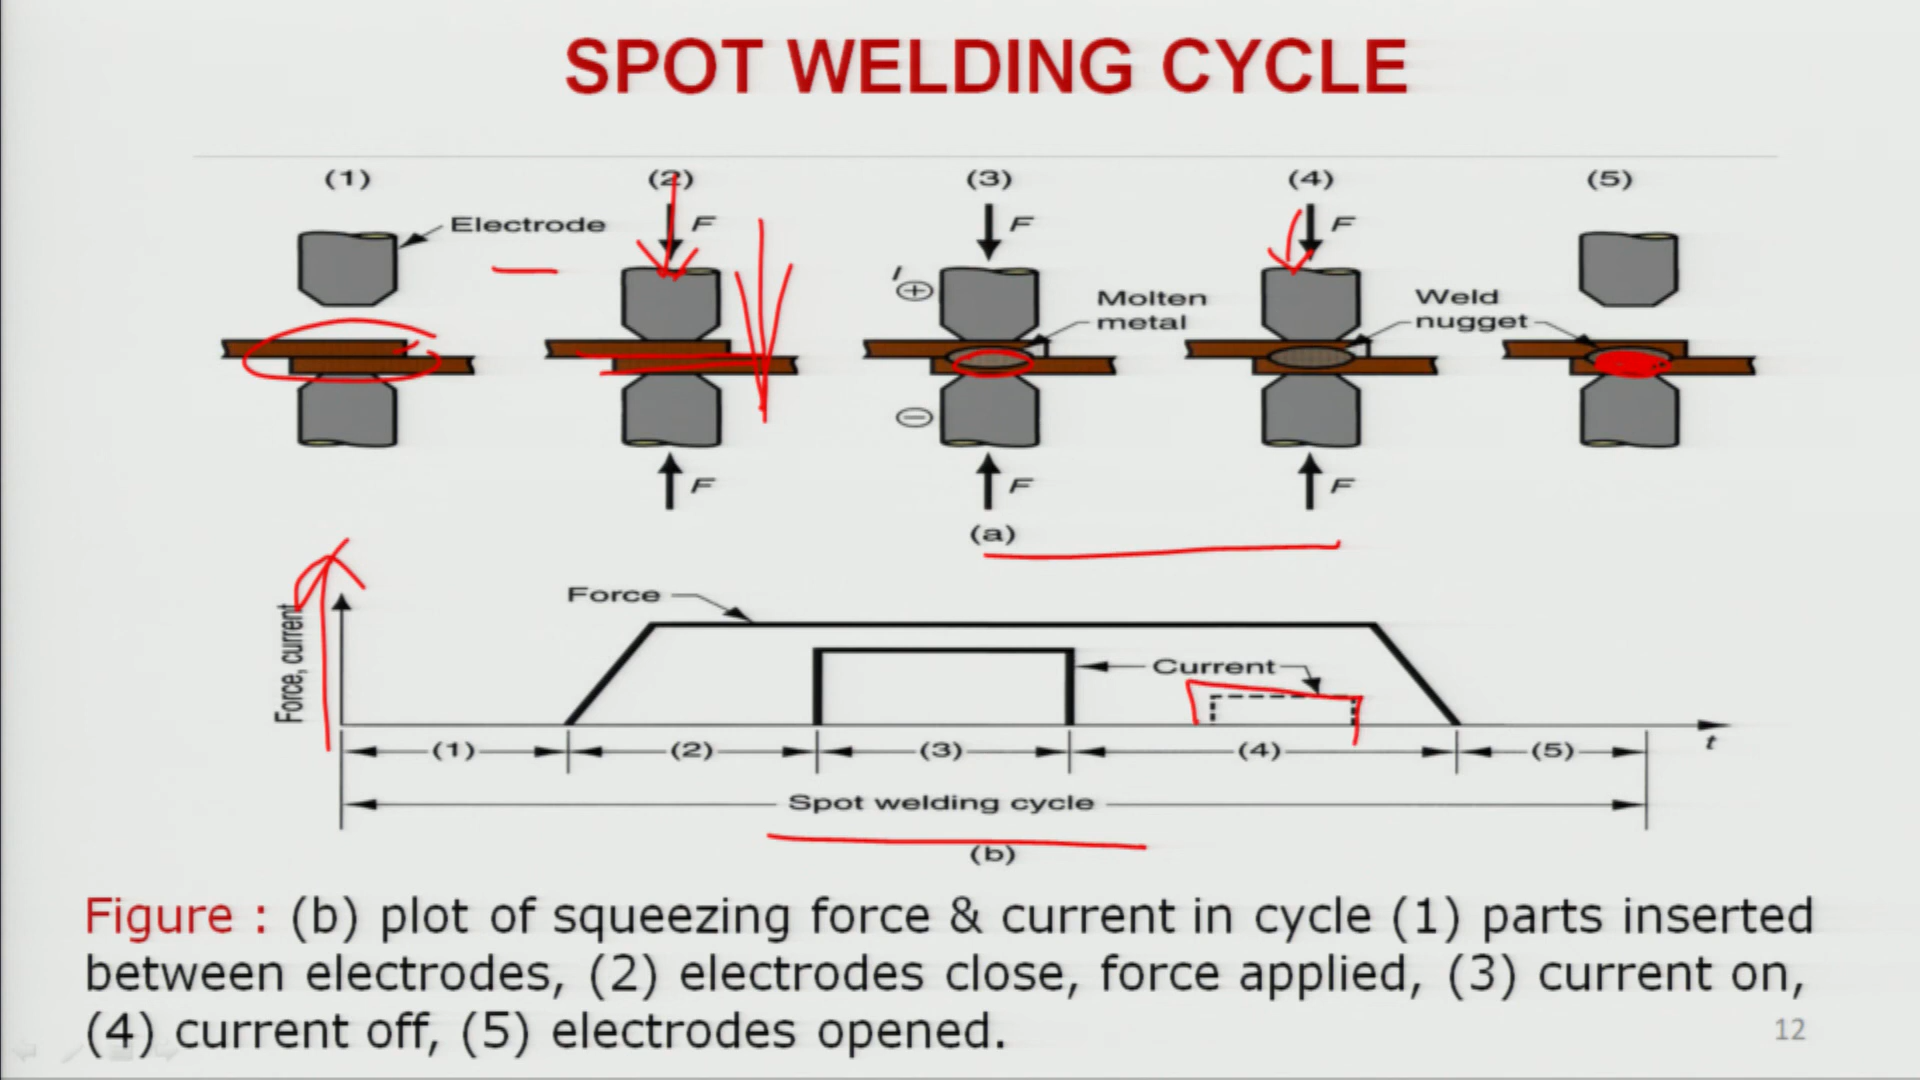 SPOT WELDING CYCLE
(1) (2) (3) (4) (5)
Electrode F F F
I + Molten metal Weld nugget
−
F F F
(a)
Force
Force, current
Current
(1) (2) (3) (4) (5) t
Spot welding cycle
(b)
Figure : (b) plot of squeezing force & current in cycle (1) parts inserted
between electrodes, (2) electrodes close, force applied, (3) current on,
(4) current off, (5) electrodes opened.
12